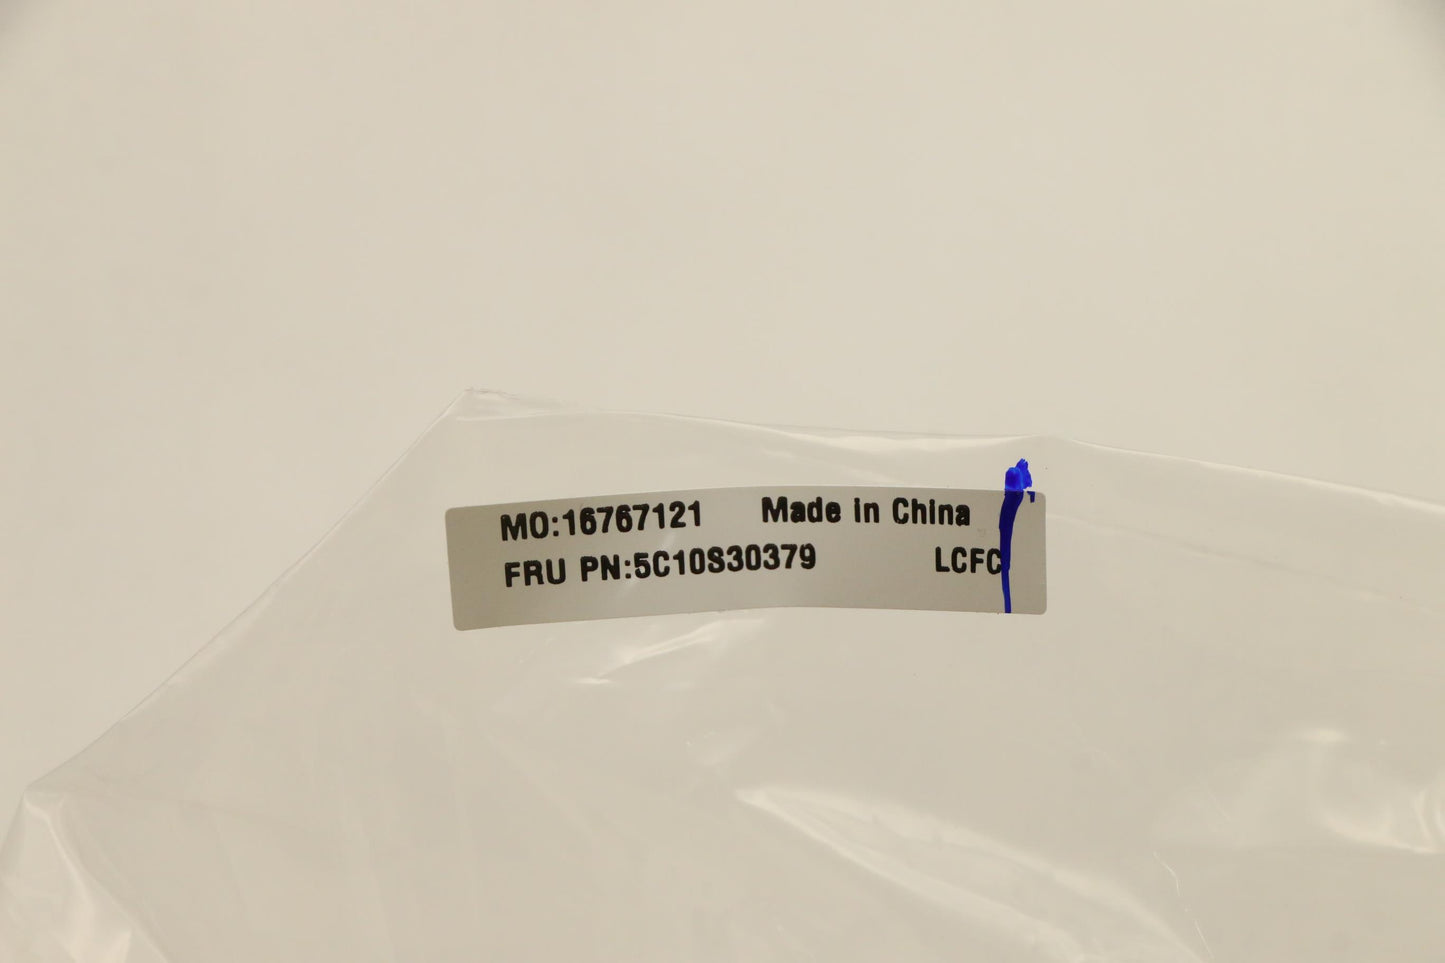 MO:16767121 Made in China
FRU PN:5C10S30379 LCFC